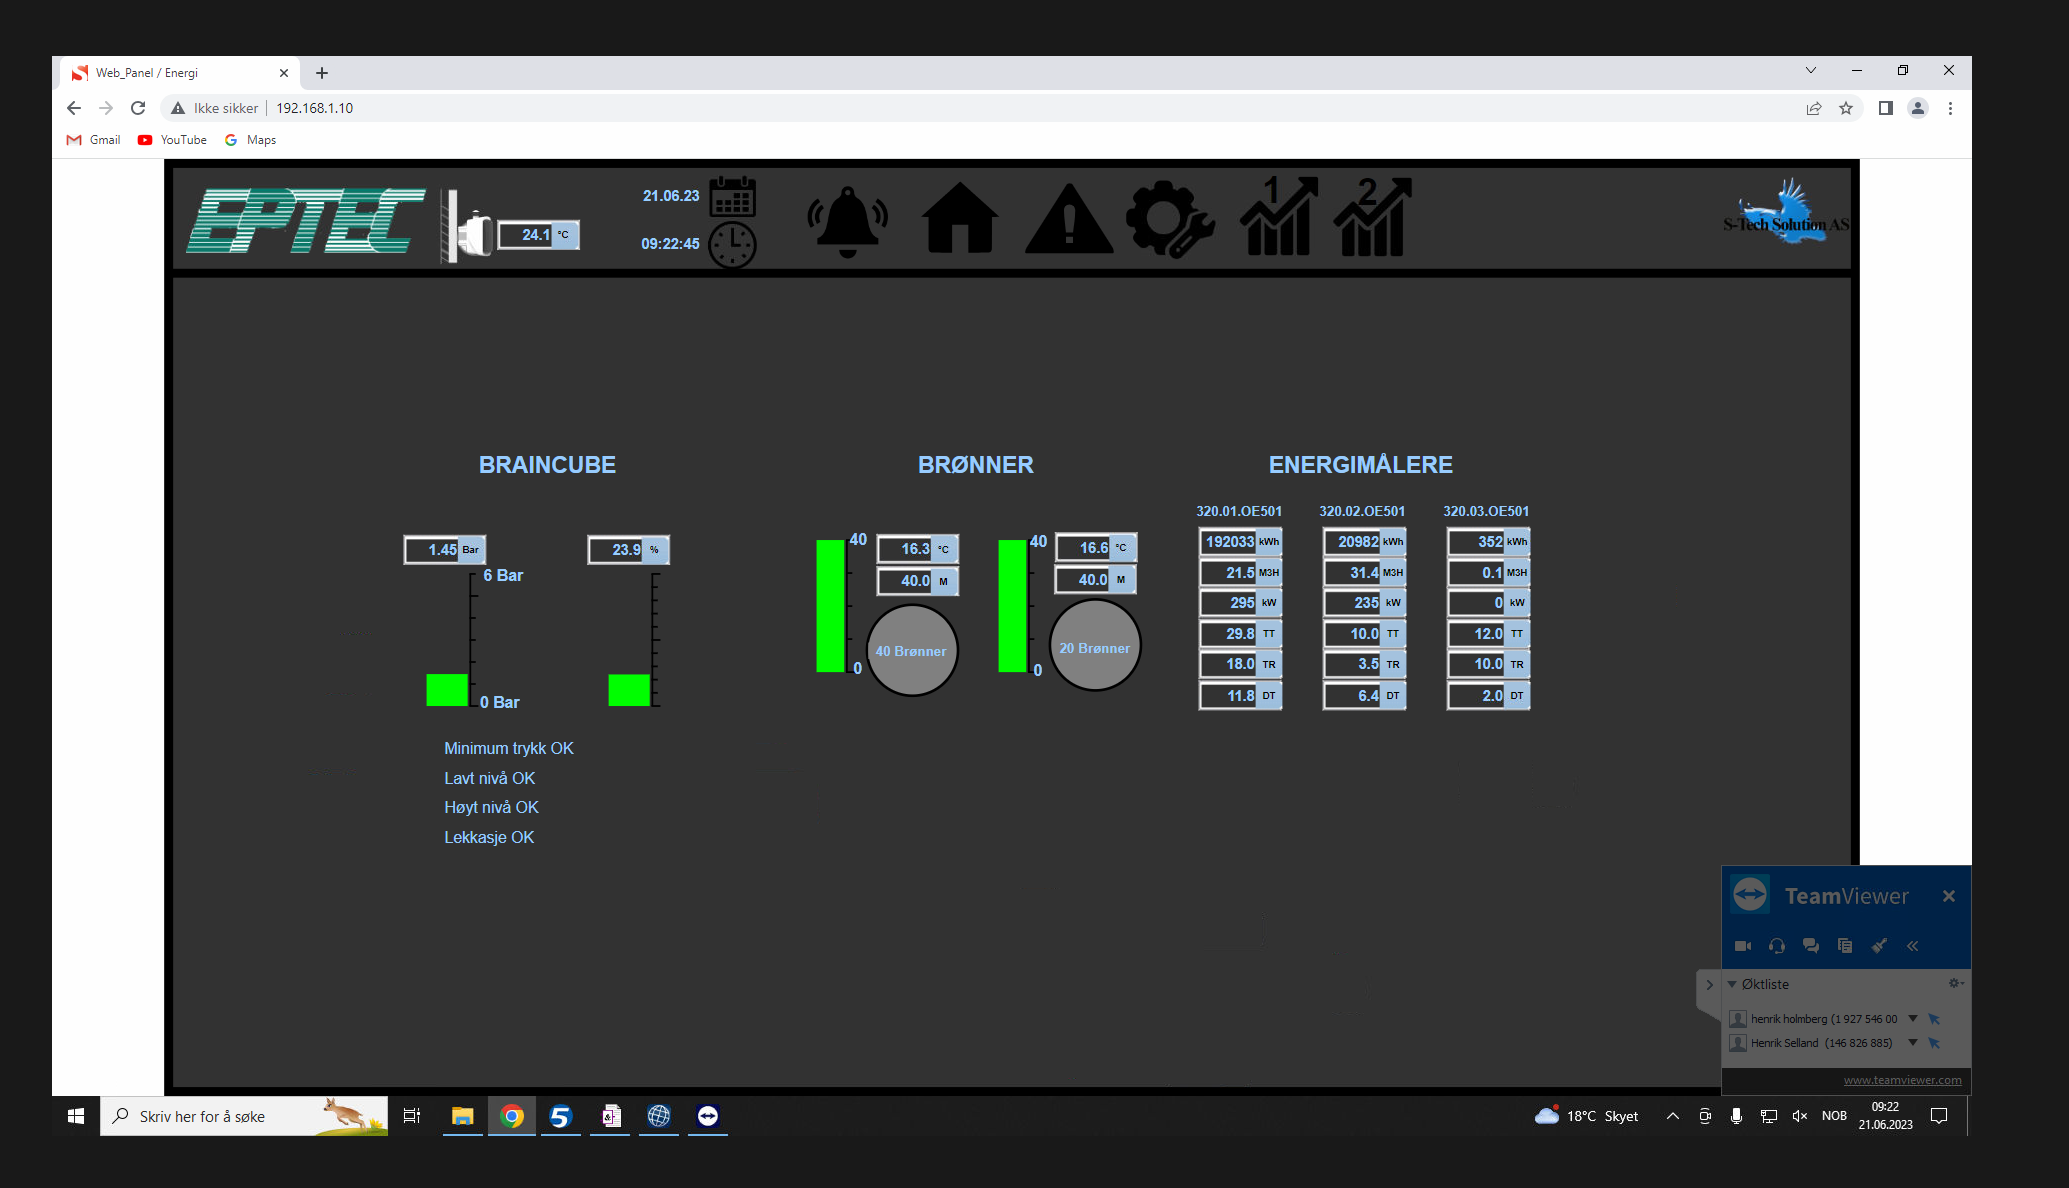 Web_Panel / Energi
Ikke sikker
192.168.1.10
Gmail
YouTube
Maps
EPTEC
24.1 °C
21.06.23
09:22:45
1
2
S-Tech Solution AS
BRAINCUBE
1.45 Bar
23.9 %
6 Bar
0 Bar
Minimum trykk OK
Lavt nivå OK
Høyt nivå OK
Lekkasje OK
BRØNNER
40
16.3 °C
40.0 M
0
40 Brønner
40
16.6 °C
40.0 M
0
20 Brønner
ENERGIMÅLERE
320.01.OE501 320.02.OE501 320.03.OE501
192033 kWh 20982 kWh 352 kWh
21.5 M3H 31.4 M3H 0.1 M3H
295 kW 235 kW 0 kW
29.8 TT 10.0 TT 12.0 TT
18.0 TR 3.5 TR 10.0 TR
11.8 DT 6.4 DT 2.0 DT
TeamViewer
Øktliste
henrik holmberg (1 927 546 00
Henrik Selland (146 826 885)
www.teamviewer.com
Skriv her for å søke
5
18°C Skyet
NOB
09:22
21.06.2023